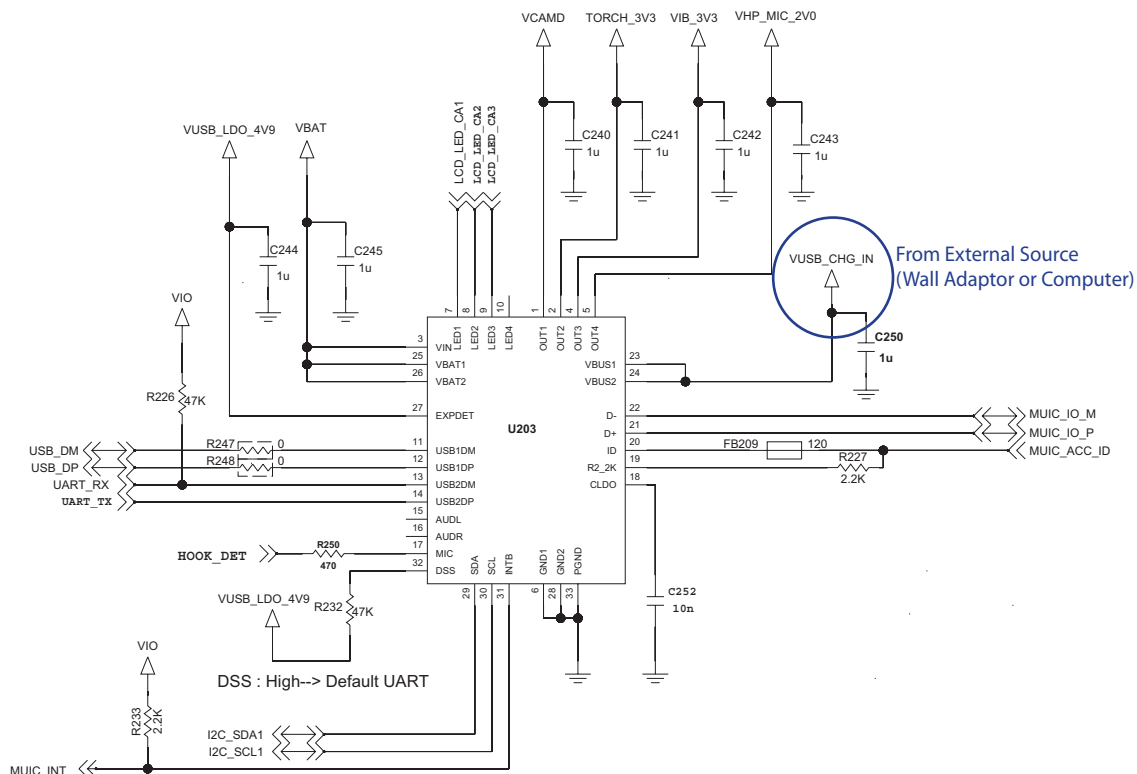 VCAMD TORCH_3V3 VIB_3V3 VHP_MIC_2V0
VUSB_LDO_4V9 VBAT
LCD_LED_CA1
LCD_LED_CA2
LCD_LED_CA3
C240
1u
C241
1u
C242
1u
C243
1u
C244
1u
C245
1u
From External Source
(Wall Adaptor or Computer)
VUSB_CHG_IN
C250
1u
VIO
R226
47K
7 8 9 10 1 2 4 5
LED1 LED2 LED3 LED4 OUT1 OUT2 OUT3 OUT4
3 VIN
25 VBAT1
26 VBAT2
27 EXPDET
U203
VBUS1 23
VBUS2 24
D- 22 MUIC_IO_M
D+ 21 MUIC_IO_P
ID 20 FB209 120 MUIC_ACC_ID
R2_2K 19 R227
2.2K
CLDO 18
USB_DM R247 0 11 USB1DM
USB_DP R248 0 12 USB1DP
UART_RX 13 USB2DM
UART_TX 14 USB2DP
15 AUDL
16 AUDR
HOOK_DET R250
470
17 MIC
32 DSS
SDA SCL INTB GND1 GND2 PGND
29 30 31 6 28 33
C252
10n
VUSB_LDO_4V9
R232
47K
DSS : High--> Default UART
VIO
R233
2.2K
I2C_SDA1
I2C_SCL1
MUIC_INT